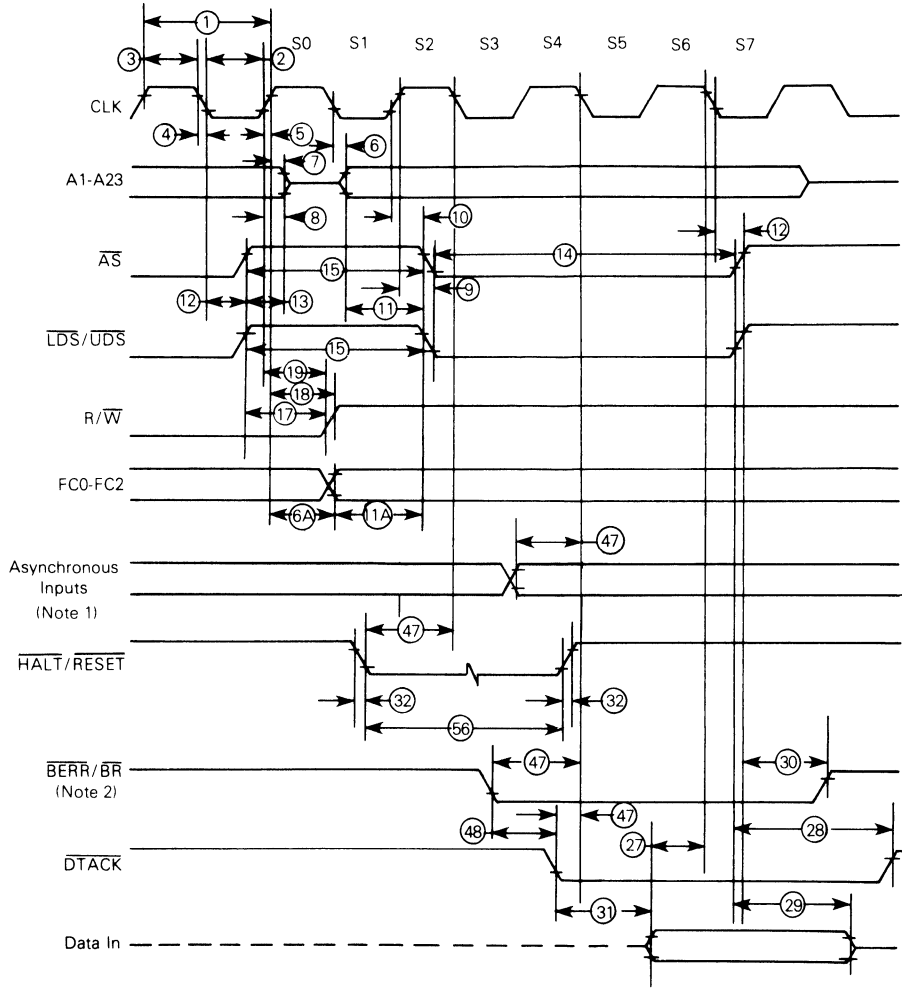 1
S0 S1 S2 S3 S4 S5 S6 S7
3 2
CLK
4 5 6
7
A1-A23
8 10 12
AS
15 14
12 13 11 9
LDS/UDS
15
19
18
17
R/W
FC0-FC2
6A 11A
47
Asynchronous
Inputs
(Note 1)
47
HALT/RESET
32 32
56
BERR/BR
(Note 2)
47 30
47
48 27 28
DTACK
31 29
Data In